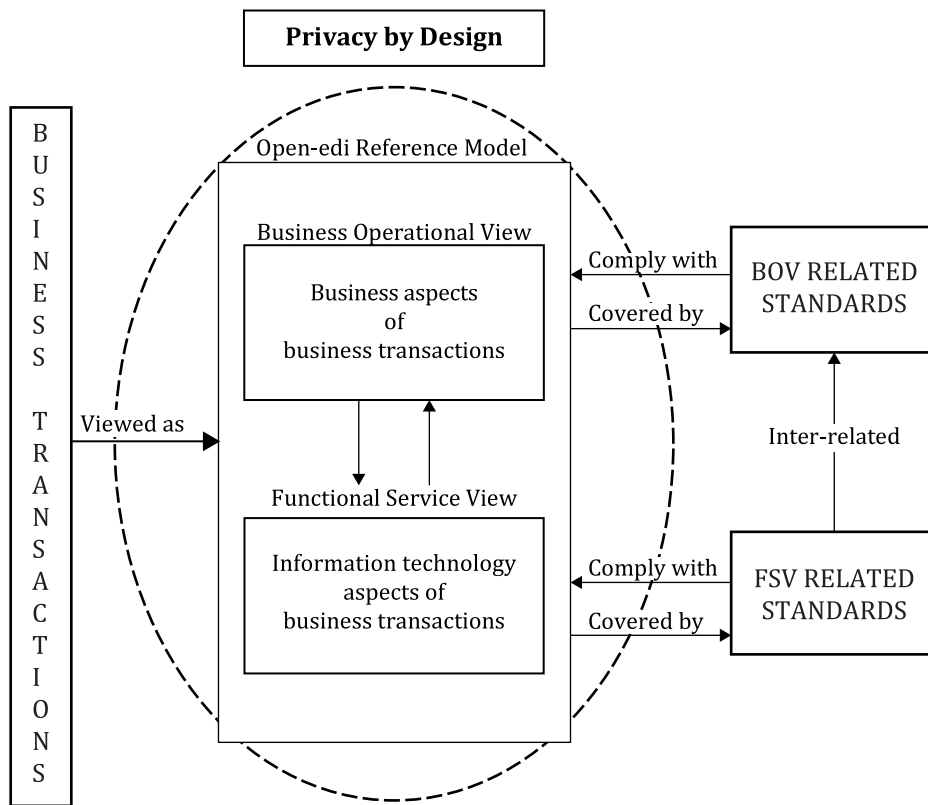 Privacy by Design
BUSINESS TRANSACTIONS
Open-edi Reference Model
Business Operational View
Business aspects
of
business transactions
Viewed as
Functional Service View
Information technology
aspects of
business transactions
Comply with
Covered by
BOV RELATED
STANDARDS
Inter-related
Comply with
Covered by
FSV RELATED
STANDARDS